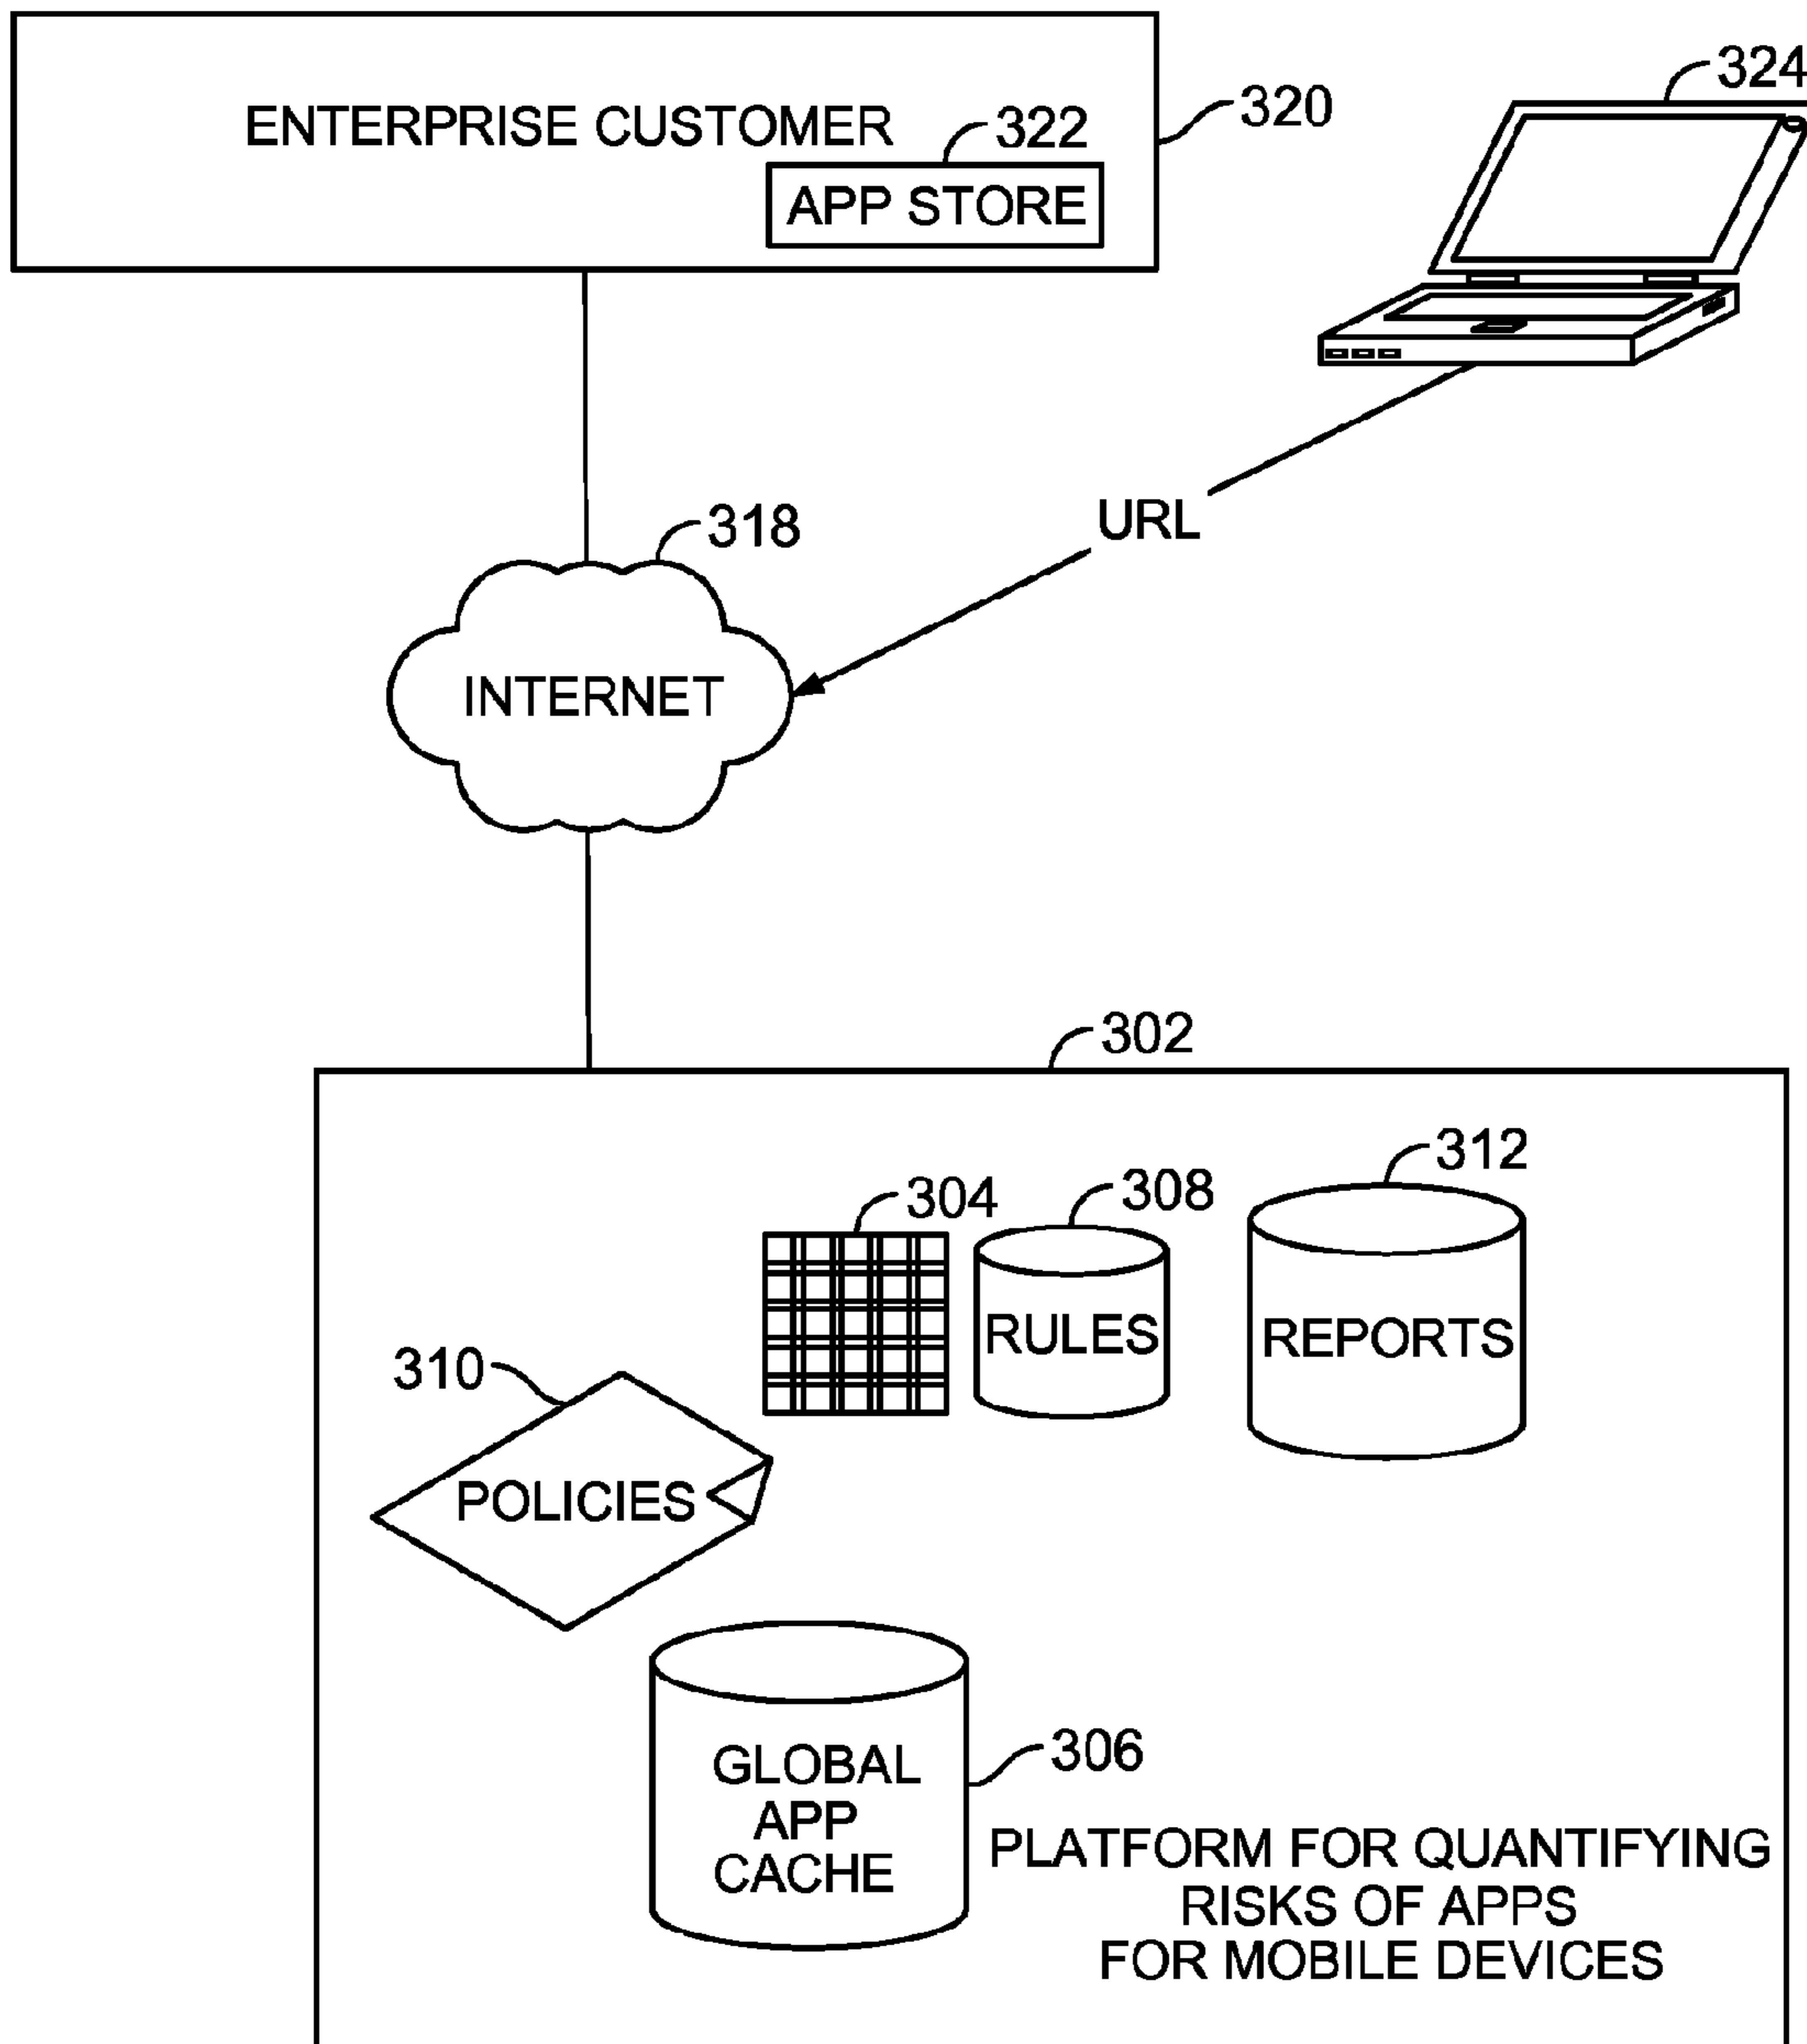 324
320
ENTERPRISE CUSTOMER
322
APP STORE
URL
318
INTERNET
302
312
304
308
RULES
REPORTS
310
POLICIES
306
GLOBAL
APP
CACHE
PLATFORM FOR QUANTIFYING
RISKS OF APPS
FOR MOBILE DEVICES